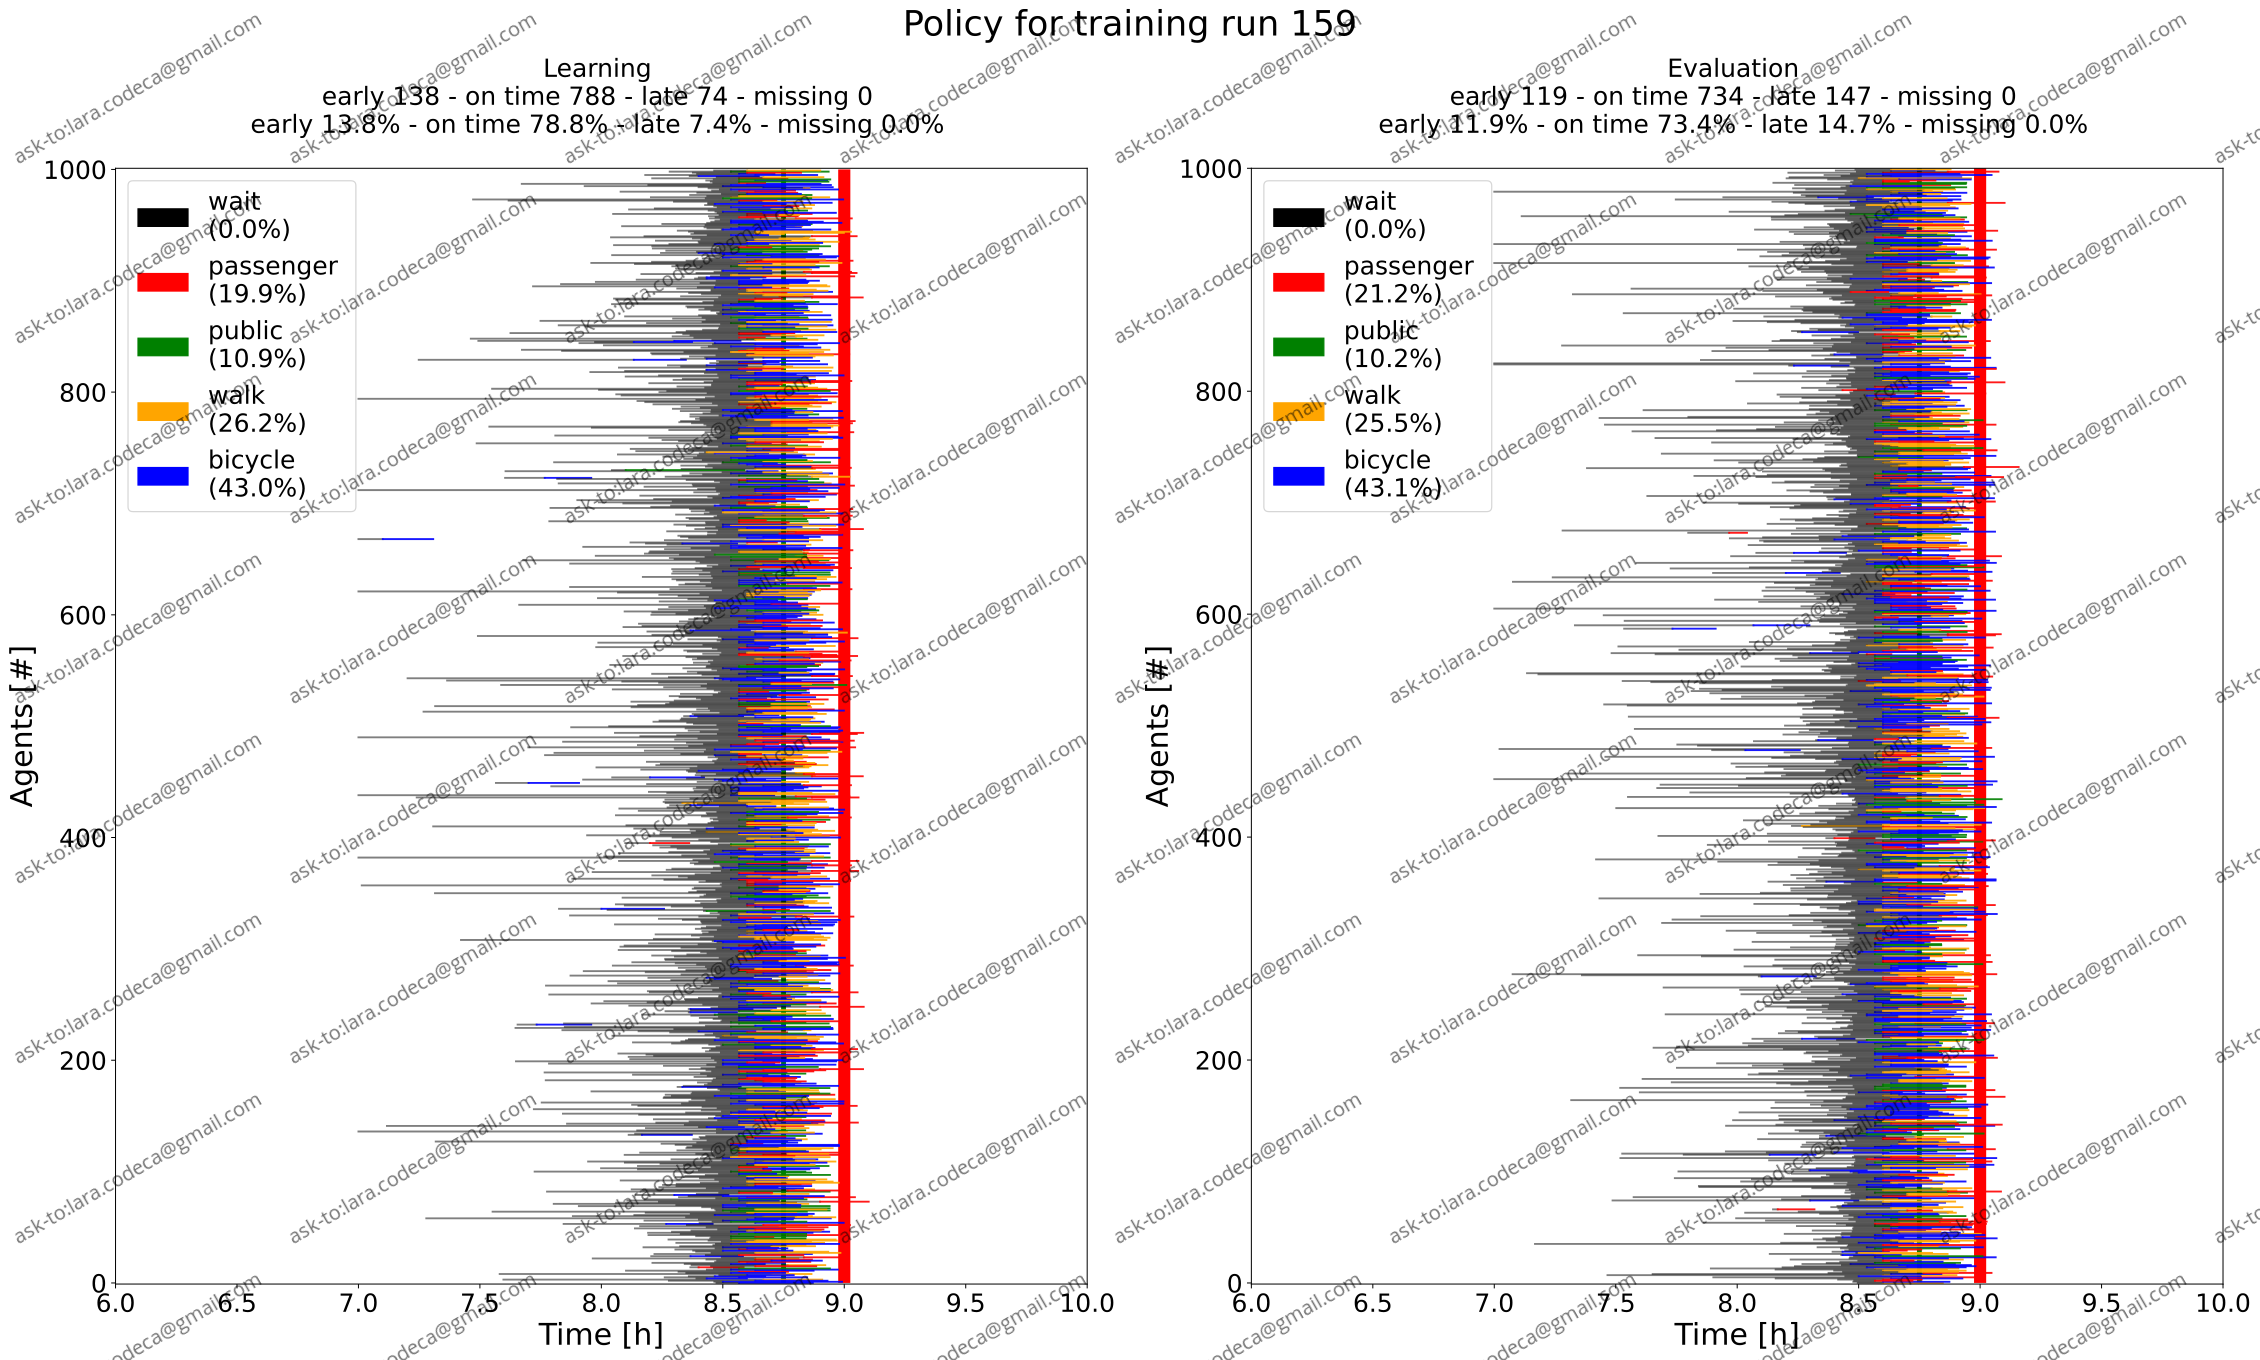 Policy for training run 159
Learning
early 138 - on time 788 - late 74 - missing 0
early 13.8% - on time 78.8% - late 7.4% - missing 0.0%
1000
800
600
400
200
0
Agents [#]
wait
(0.0%)
passenger
(19.9%)
public
(10.9%)
walk
(26.2%)
bicycle
(43.0%)
6.0 6.5 7.0 7.5 8.0 8.5 9.0 9.5 10.0
Time [h]
Evaluation
early 119 - on time 734 - late 147 - missing 0
early 11.9% - on time 73.4% - late 14.7% - missing 0.0%
1000
800
600
400
200
0
Agents [#]
wait
(0.0%)
passenger
(21.2%)
public
(10.2%)
walk
(25.5%)
bicycle
(43.1%)
6.0 6.5 7.0 7.5 8.0 8.5 9.0 9.5 10.0
Time [h]
ask-to:lara.codeca@gmail.com